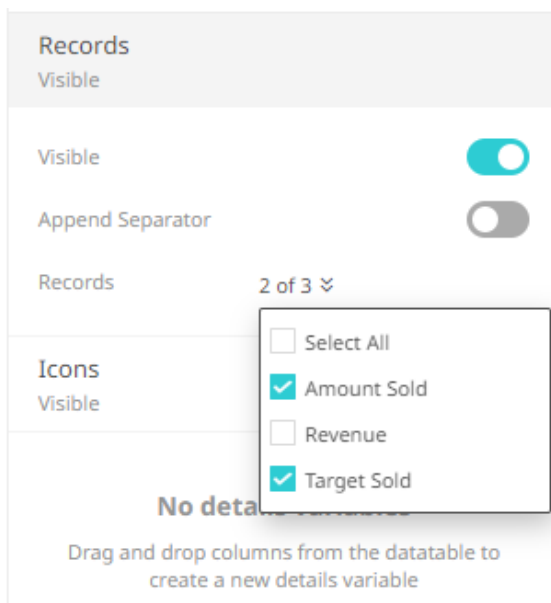 Records
Visible
Visible
Append Separator
Records 2 of 3
Select All
Amount Sold
Icons
Visible
Revenue
Target Sold
No
Drag and drop columns from the datatable to
create a new details variable